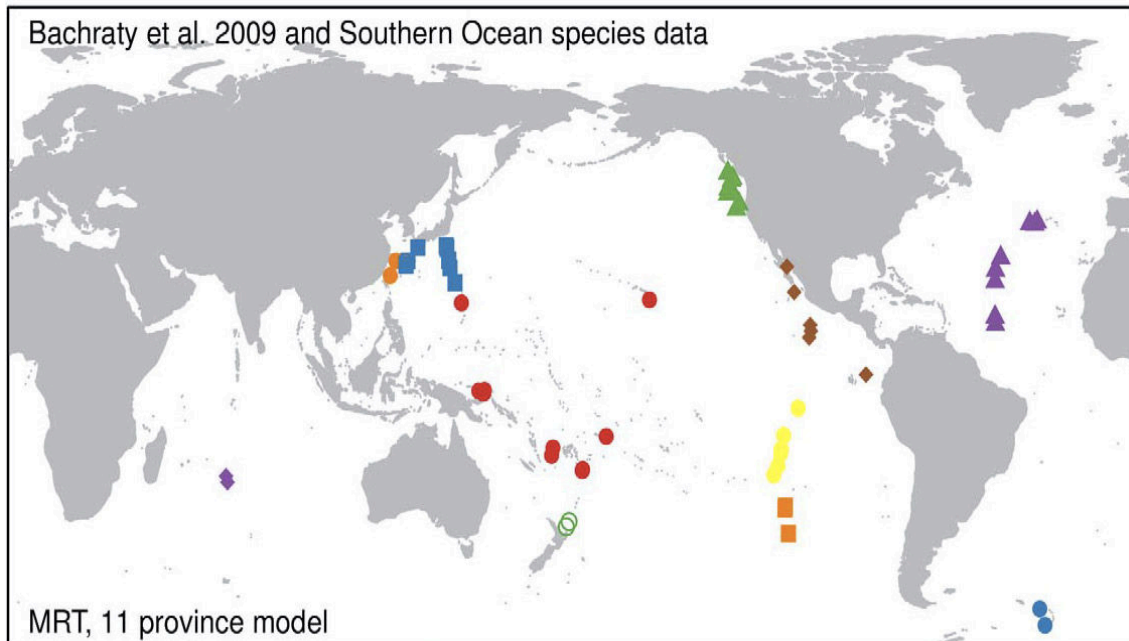 Bachraty et al. 2009 and Southern Ocean species data
MRT, 11 province model